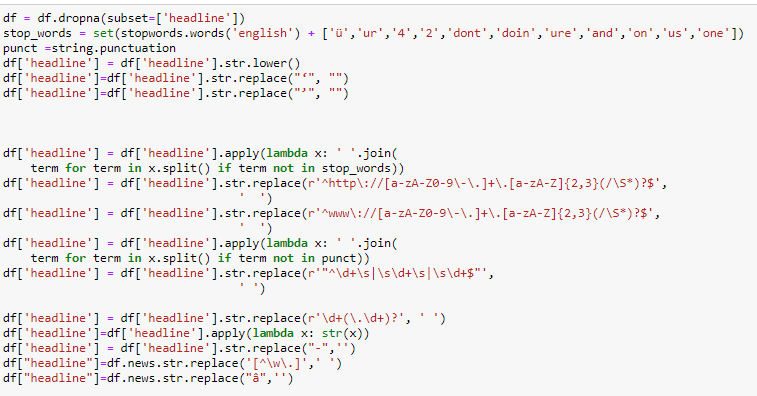 df = df.dropna(subset=['headline'])
stop_words = set(stopwords.words('english') + ['ü','ur','4','2','dont','doin','ure','and','on','us','one'])
punct =string.punctuation
df['headline'] = df['headline'].str.lower()
df['headline']=df['headline'].str.replace("‘", "")
df['headline']=df['headline'].str.replace("’", "")
df['headline'] = df['headline'].apply(lambda x: ' '.join(
    term for term in x.split() if term not in stop_words))
df['headline'] = df['headline'].str.replace(r'^http\://[a-zA-Z0-9\-\.]+\.[a-zA-Z]{2,3}(/\S*)?$',
                                 '  ')
df['headline'] = df['headline'].str.replace(r'^www\://[a-zA-Z0-9\-\.]+\.[a-zA-Z]{2,3}(/\S*)?$',
                                 '  ')
df['headline'] = df['headline'].apply(lambda x: ' '.join(
    term for term in x.split() if term not in punct))
df['headline'] = df['headline'].str.replace(r'"^\d+\s|\s\d+\s|\s\d+$"',
                                 ' ')
df['headline'] = df['headline'].str.replace(r'\d+(\.\d+)?', ' ')
df['headline']=df['headline'].apply(lambda x: str(x))
df['headline'] = df['headline'].str.replace("-",'')
df["headline"]=df.news.str.replace('[^\w\.]',' ')
df["headline"]=df.news.str.replace("â",'')